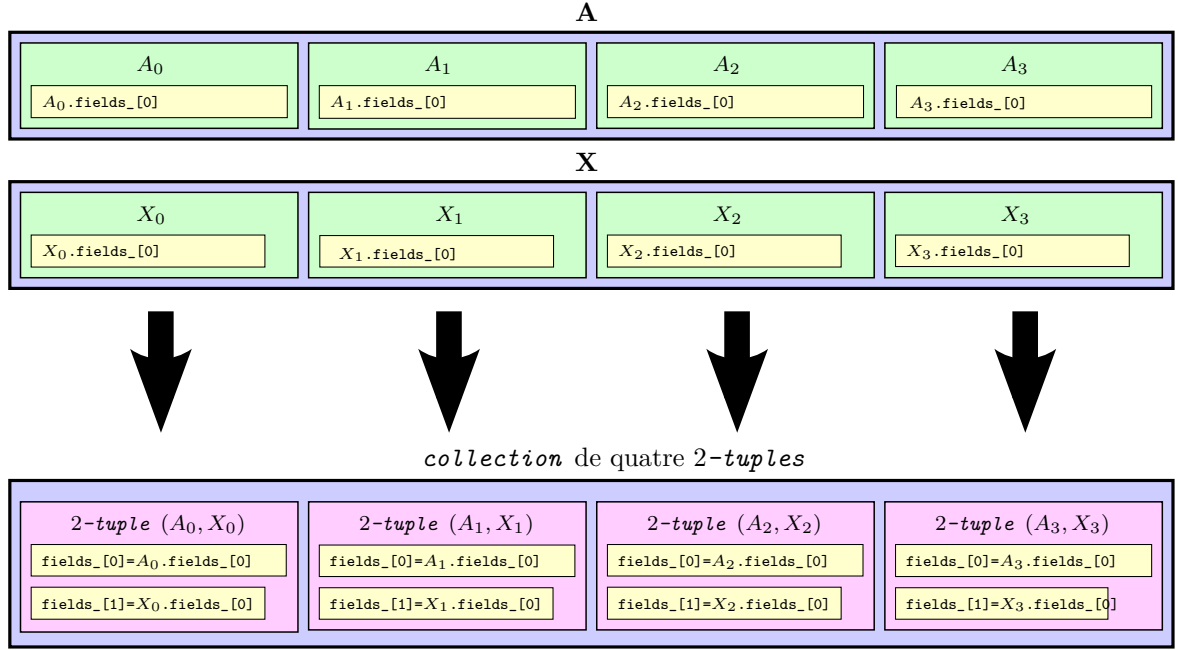 A
A₀ A₁ A₂ A₃
A₀.fields_[0] A₁.fields_[0] A₂.fields_[0] A₃.fields_[0]
X
X₀ X₁ X₂ X₃
X₀.fields_[0] X₁.fields_[0] X₂.fields_[0] X₃.fields_[0]
collection de quatre 2-tuples
2-tuple (A₀, X₀) 2-tuple (A₁, X₁) 2-tuple (A₂, X₂) 2-tuple (A₃, X₃)
fields_[0]=A₀.fields_[0] fields_[0]=A₁.fields_[0] fields_[0]=A₂.fields_[0] fields_[0]=A₃.fields_[0]
fields_[1]=X₀.fields_[0] fields_[1]=X₁.fields_[0] fields_[1]=X₂.fields_[0] fields_[1]=X₃.fields_[0]